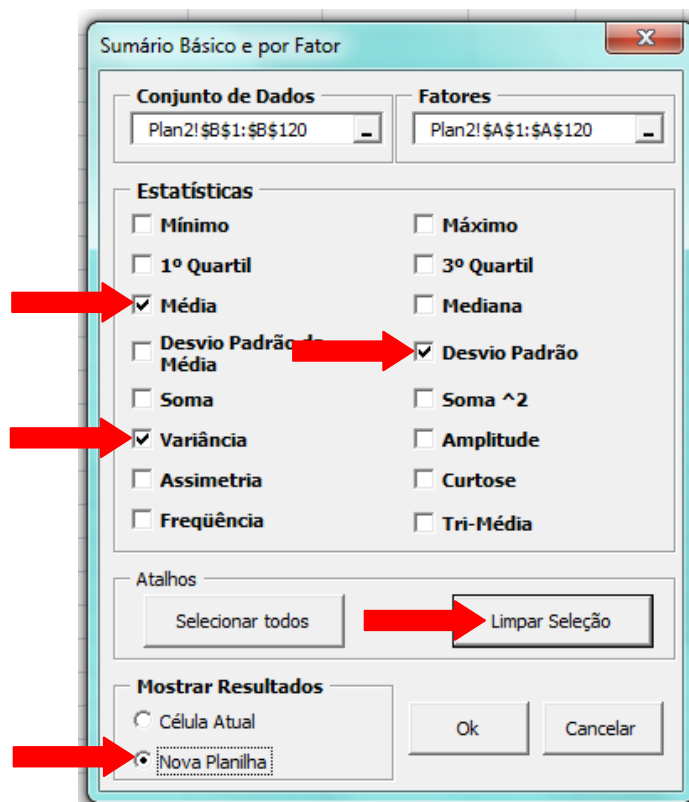 Sumário Básico e por Fator
Conjunto de Dados
Fatores
Plan2!$B$1:$B$120
Plan2!$A$1:$A$120
Estatísticas
Mínimo
Máximo
1º Quartil
3º Quartil
Média
Mediana
Desvio Padrão
Média
Desvio Padrão
Soma
Soma ^2
Variância
Amplitude
Assimetria
Curtose
Freqüência
Tri-Média
Atalhos
Selecionar todos
Limpar Seleção
Mostrar Resultados
Célula Atual
Nova Planilha
Ok
Cancelar